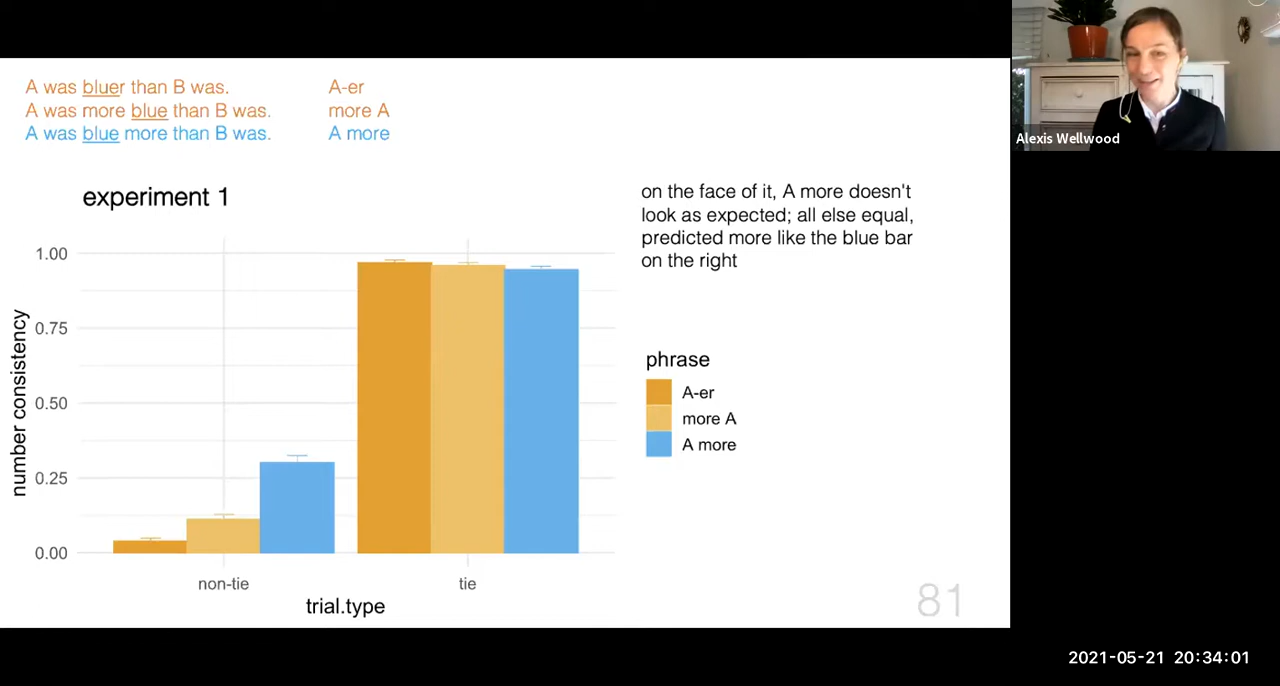 A was bluer than B was. A-er
A was more blue than B was. more A
A was blue more than B was. A more
Alexis Wellwood
experiment 1
on the face of it, A more doesn't
look as expected; all else equal,
predicted more like the blue bar
on the right
number consistency
1.00
0.75
0.50
0.25
0.00
non-tie tie
trial.type
phrase
A-er
more A
A more
81
2021-05-21 20:34:01